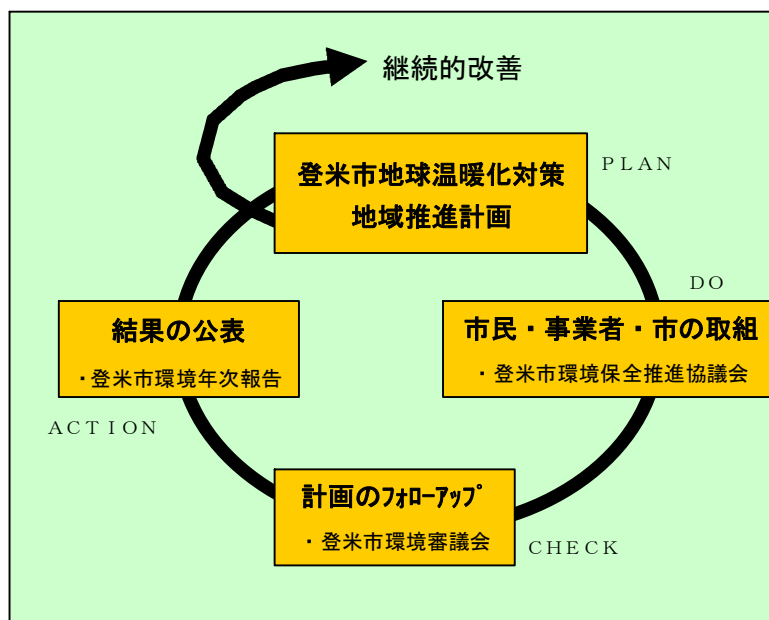 継続的改善
登米市地球温暖化対策
地域推進計画
PLAN
DO
市民・事業者・市の取組
・登米市環境保全推進協議会
結果の公表
・登米市環境年次報告
ACTION
計画のﾌｫﾛｰｱｯﾌﾟ
・登米市環境審議会
CHECK